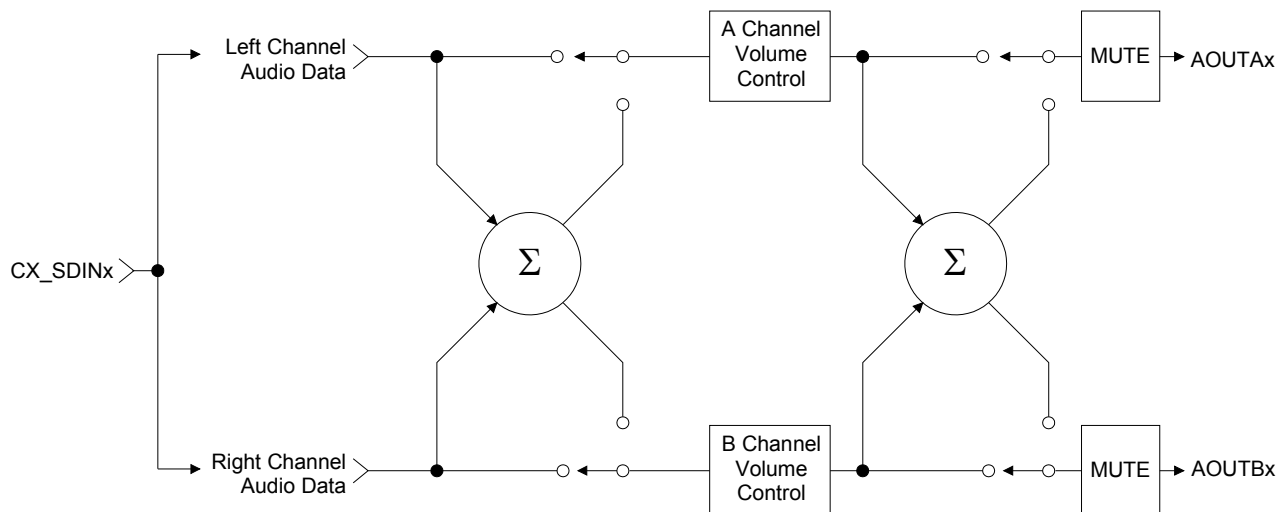 Left Channel
Audio Data
A Channel
Volume
Control
MUTE
AOUTAx
CX_SDINx
Σ
Σ
Right Channel
Audio Data
B Channel
Volume
Control
MUTE
AOUTBx